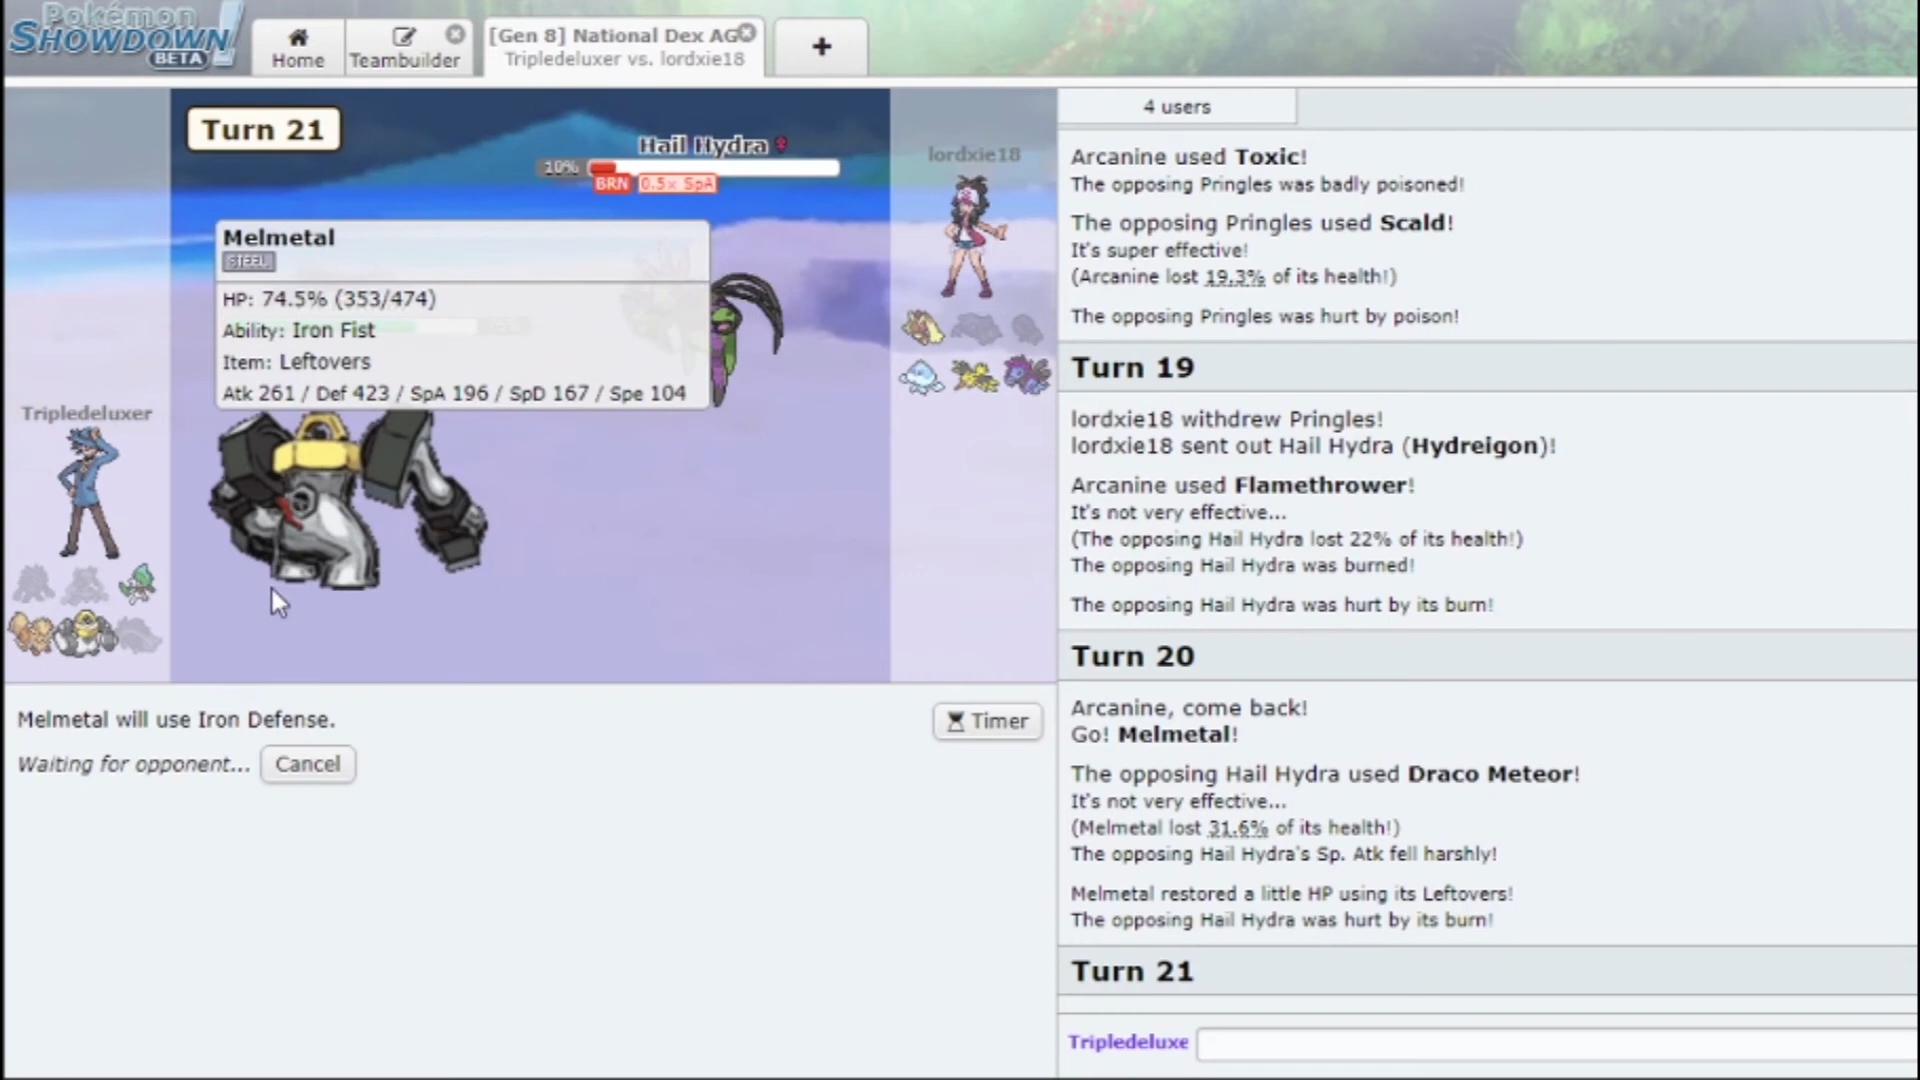 Pokémon
SHOWDOWN!
BETA
Home
Teambuilder
[Gen 8] National Dex AG
Tripledeluxer vs. lordxie18
+
Turn 21
Hail Hydra
10%
BRN 0.5× SpA
Melmetal
STEEL
HP: 74.5% (353/474)
Ability: Iron Fist
Item: Leftovers
Atk 261 / Def 423 / SpA 196 / SpD 167 / Spe 104
Tripledeluxer
lordxie18
Melmetal will use Iron Defense.
Waiting for opponent... Cancel
Timer
4 users
Arcanine used Toxic!
The opposing Pringles was badly poisoned!
The opposing Pringles used Scald!
It's super effective!
(Arcanine lost 19.3% of its health!)
The opposing Pringles was hurt by poison!
Turn 19
lordxie18 withdrew Pringles!
lordxie18 sent out Hail Hydra (Hydreigon)!
Arcanine used Flamethrower!
It's not very effective...
(The opposing Hail Hydra lost 22% of its health!)
The opposing Hail Hydra was burned!
The opposing Hail Hydra was hurt by its burn!
Turn 20
Arcanine, come back!
Go! Melmetal!
The opposing Hail Hydra used Draco Meteor!
It's not very effective...
(Melmetal lost 31.6% of its health!)
The opposing Hail Hydra's Sp. Atk fell harshly!
Melmetal restored a little HP using its Leftovers!
The opposing Hail Hydra was hurt by its burn!
Turn 21
Tripledeluxe